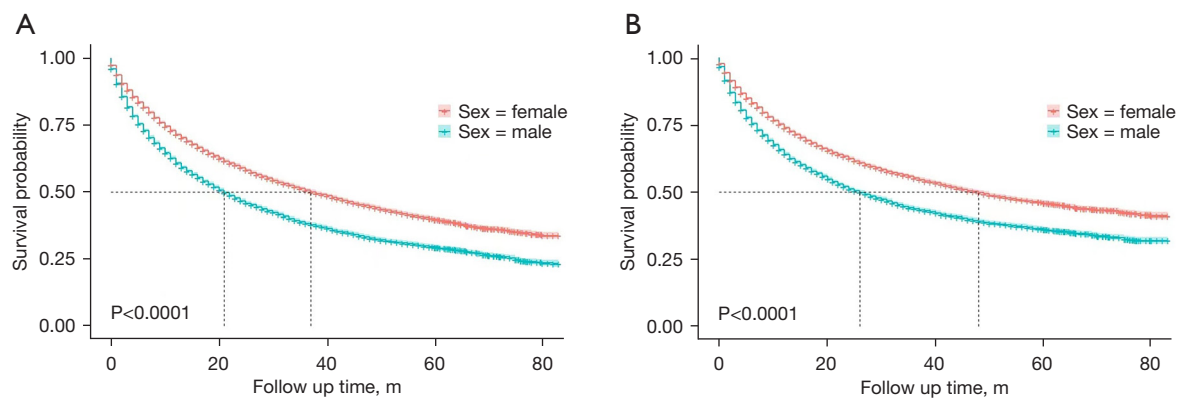 A
Survival probability
1.00
0.75
0.50
0.25
0.00
Sex = female
Sex = male
P<0.0001
0 20 40 60 80
Follow up time, m
B
Survival probability
1.00
0.75
0.50
0.25
0.00
Sex = female
Sex = male
P<0.0001
0 20 40 60 80
Follow up time, m